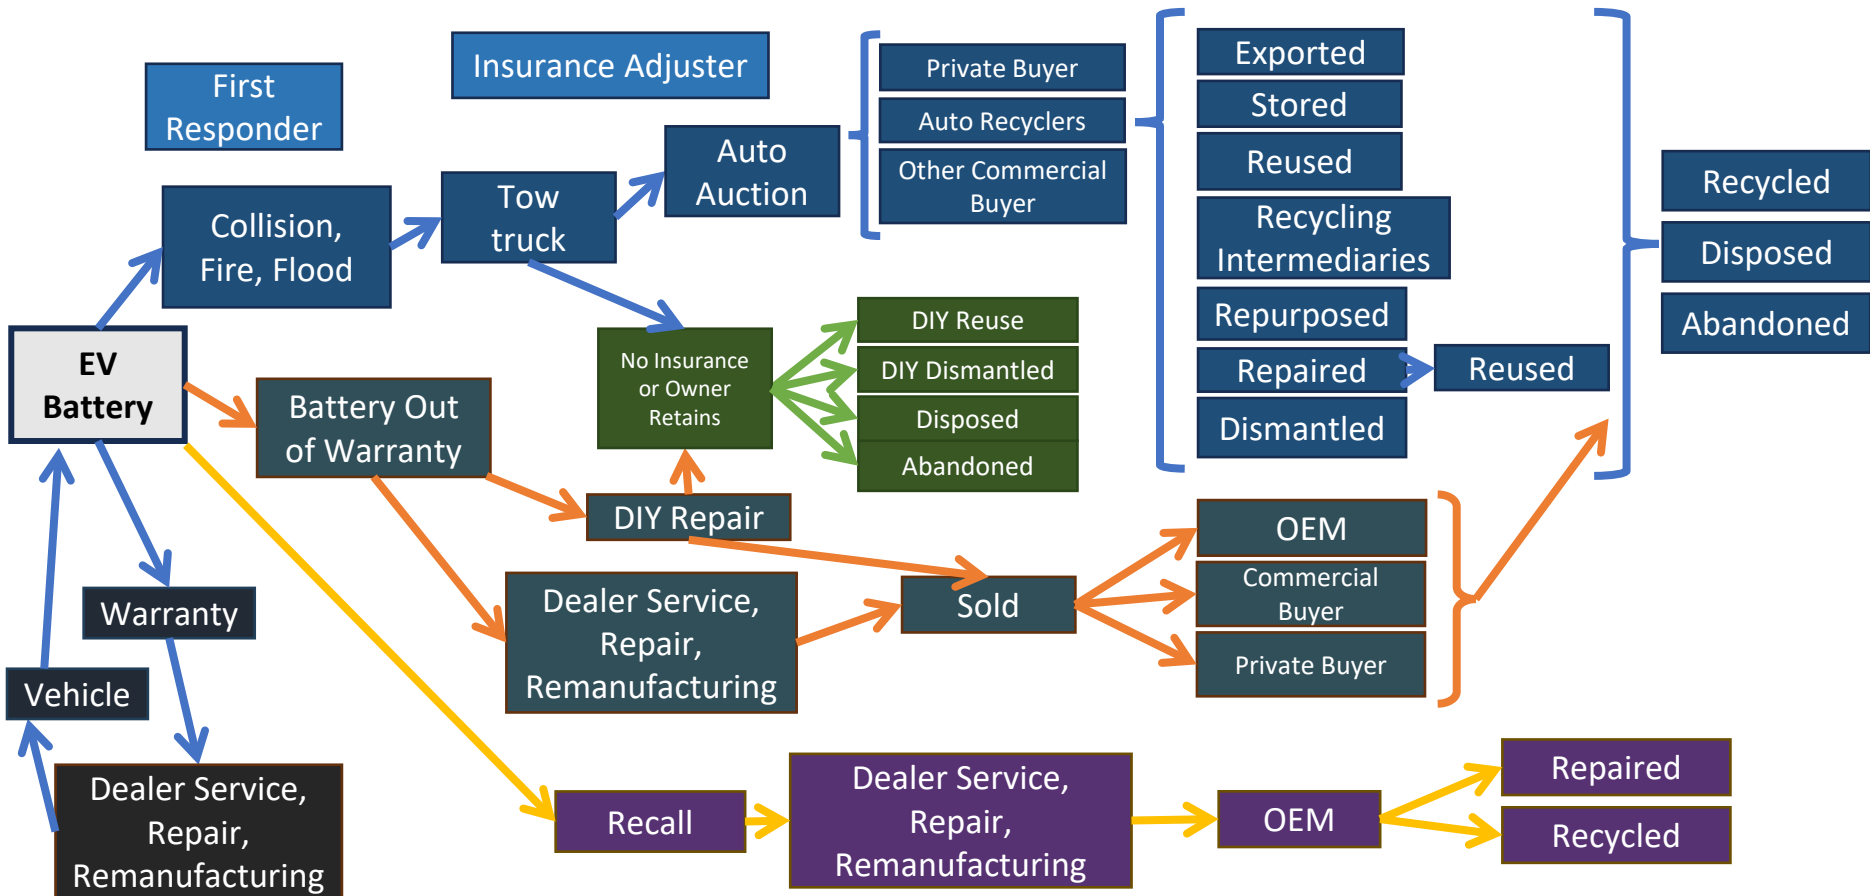 First
Responder
Insurance Adjuster
Collision,
Fire, Flood
Tow
truck
Auto
Auction
Private Buyer
Auto Recyclers
Other Commercial
Buyer
Exported
Stored
Reused
Recycling
Intermediaries
Repurposed
Repaired
Reused
Dismantled
Recycled
Disposed
Abandoned
EV
Battery
No Insurance
or Owner
Retains
DIY Reuse
DIY Dismantled
Disposed
Abandoned
Battery Out
of Warranty
DIY Repair
Dealer Service,
Repair,
Remanufacturing
Sold
OEM
Commercial
Buyer
Private Buyer
Warranty
Vehicle
Dealer Service,
Repair,
Remanufacturing
Recall
Dealer Service,
Repair,
Remanufacturing
OEM
Repaired
Recycled